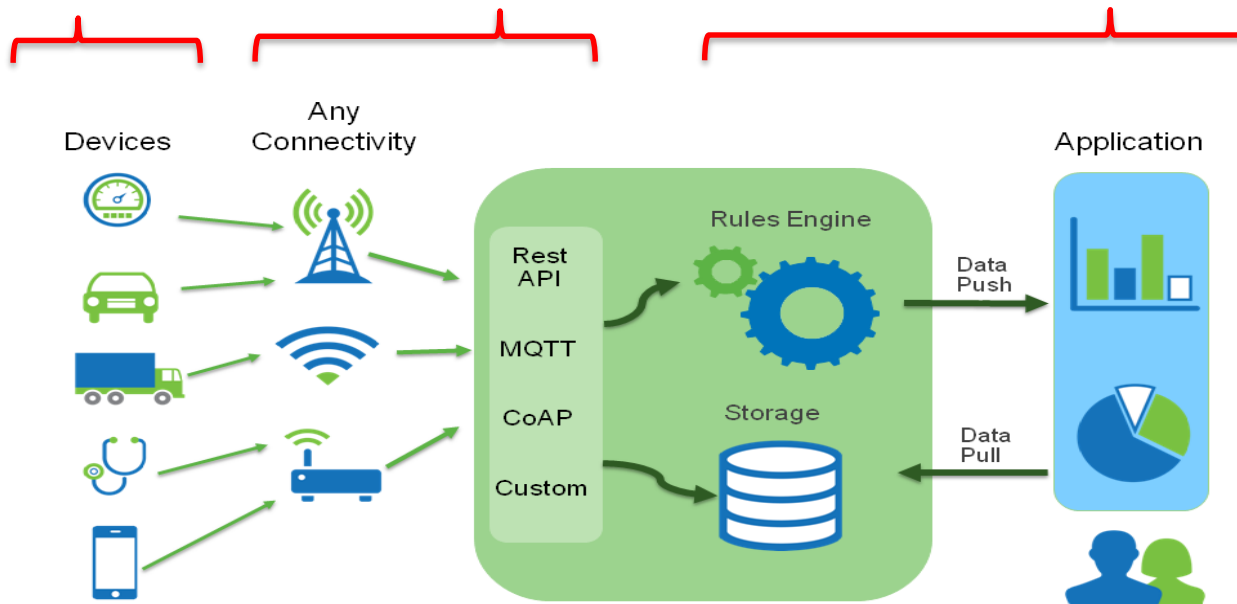 Devices
Any
Connectivity
Application
Rest
API
MQTT
CoAP
Custom
Rules Engine
Storage
Data
Push
Data
Pull